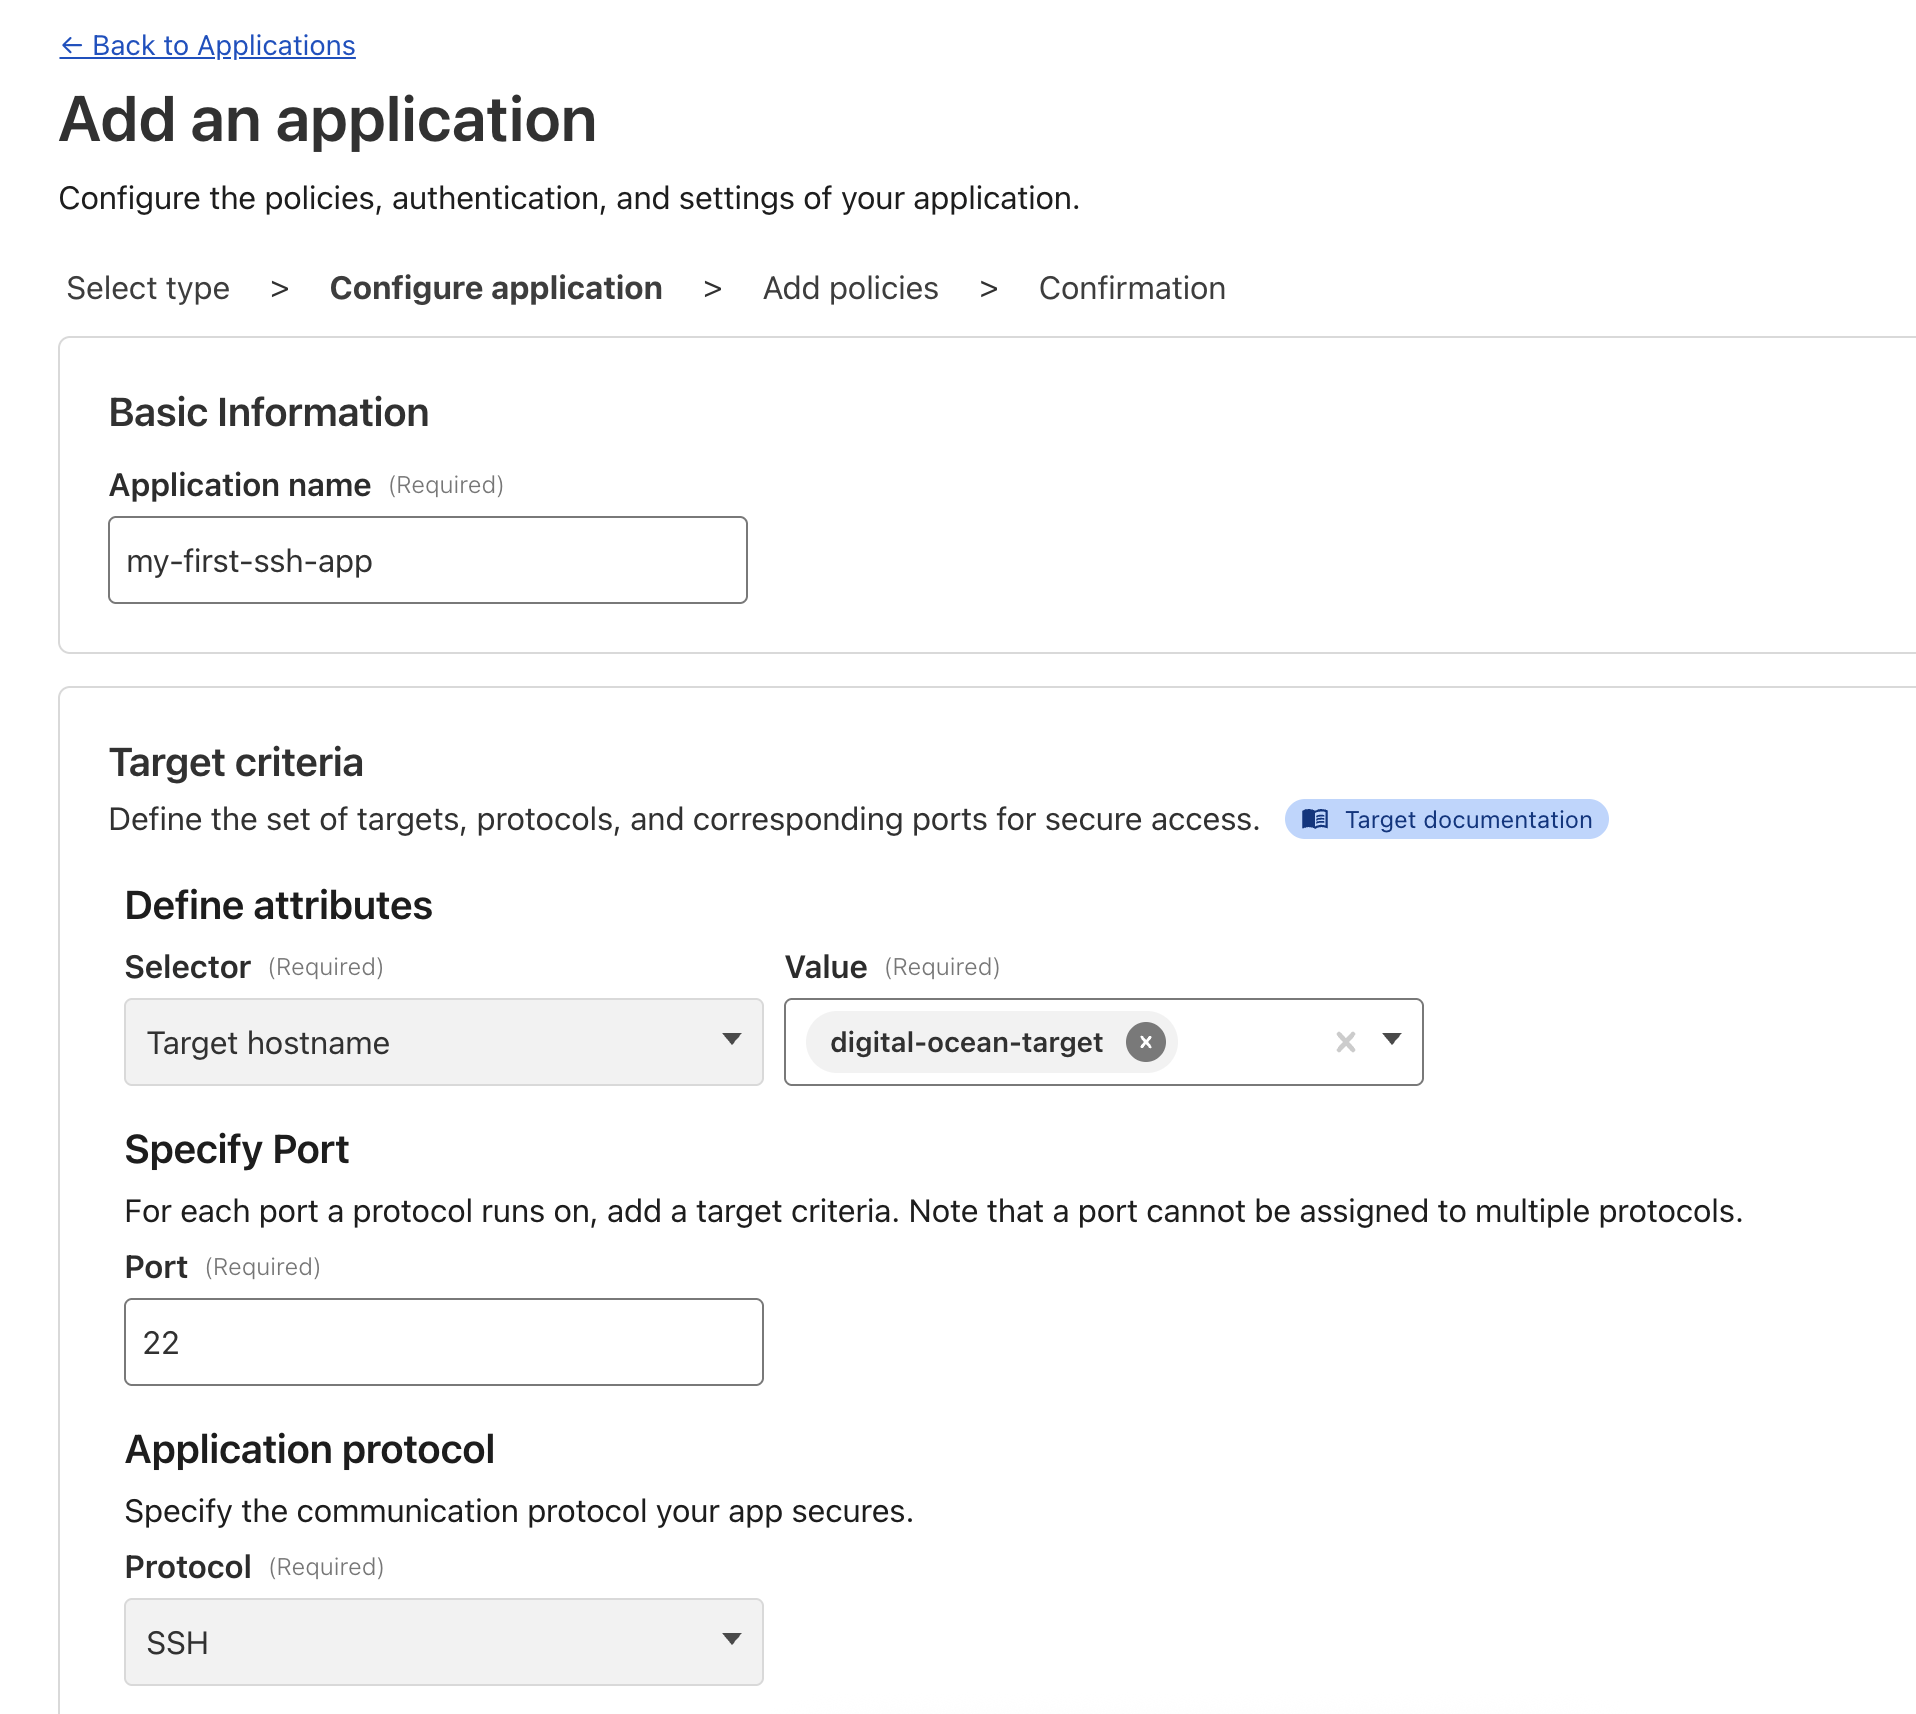 ← Back to Applications
Add an application
Configure the policies, authentication, and settings of your application.
Select type > Configure application > Add policies > Confirmation
Basic Information
Application name (Required)
my-first-ssh-app
Target criteria
Define the set of targets, protocols, and corresponding ports for secure access. Target documentation
Define attributes
Selector (Required) Value (Required)
Target hostname digital-ocean-target
Specify Port
For each port a protocol runs on, add a target criteria. Note that a port cannot be assigned to multiple protocols.
Port (Required)
22
Application protocol
Specify the communication protocol your app secures.
Protocol (Required)
SSH